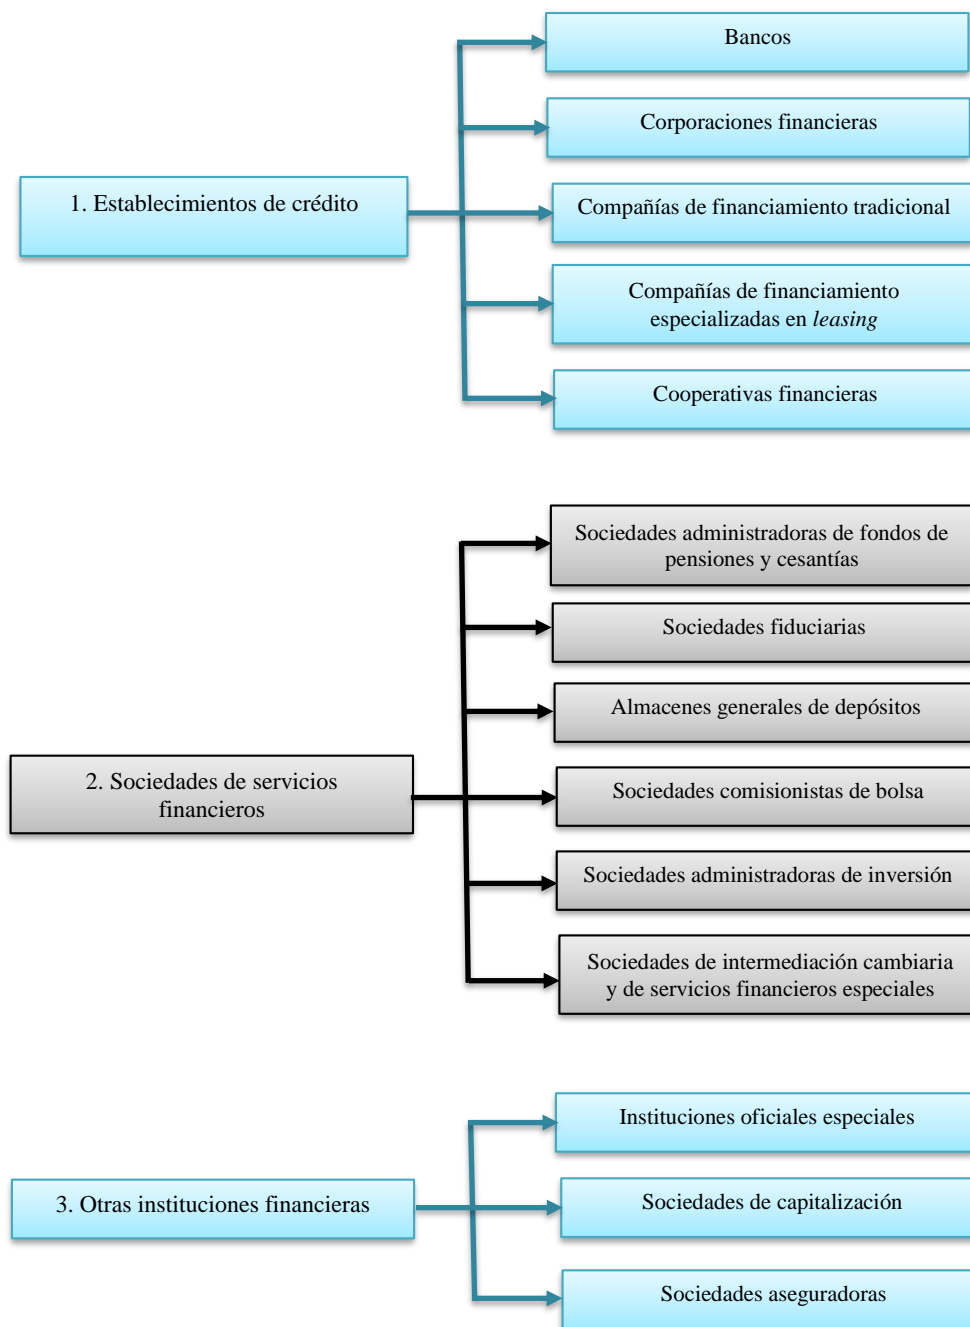 1. Establecimientos de crédito
Bancos
Corporaciones financieras
Compañías de financiamiento tradicional
Compañías de financiamiento
especializadas en leasing
Cooperativas financieras
2. Sociedades de servicios
financieros
Sociedades administradoras de fondos de
pensiones y cesantías
Sociedades fiduciarias
Almacenes generales de depósitos
Sociedades comisionistas de bolsa
Sociedades administradoras de inversión
Sociedades de intermediación cambiaria
y de servicios financieros especiales
3. Otras instituciones financieras
Instituciones oficiales especiales
Sociedades de capitalización
Sociedades aseguradoras